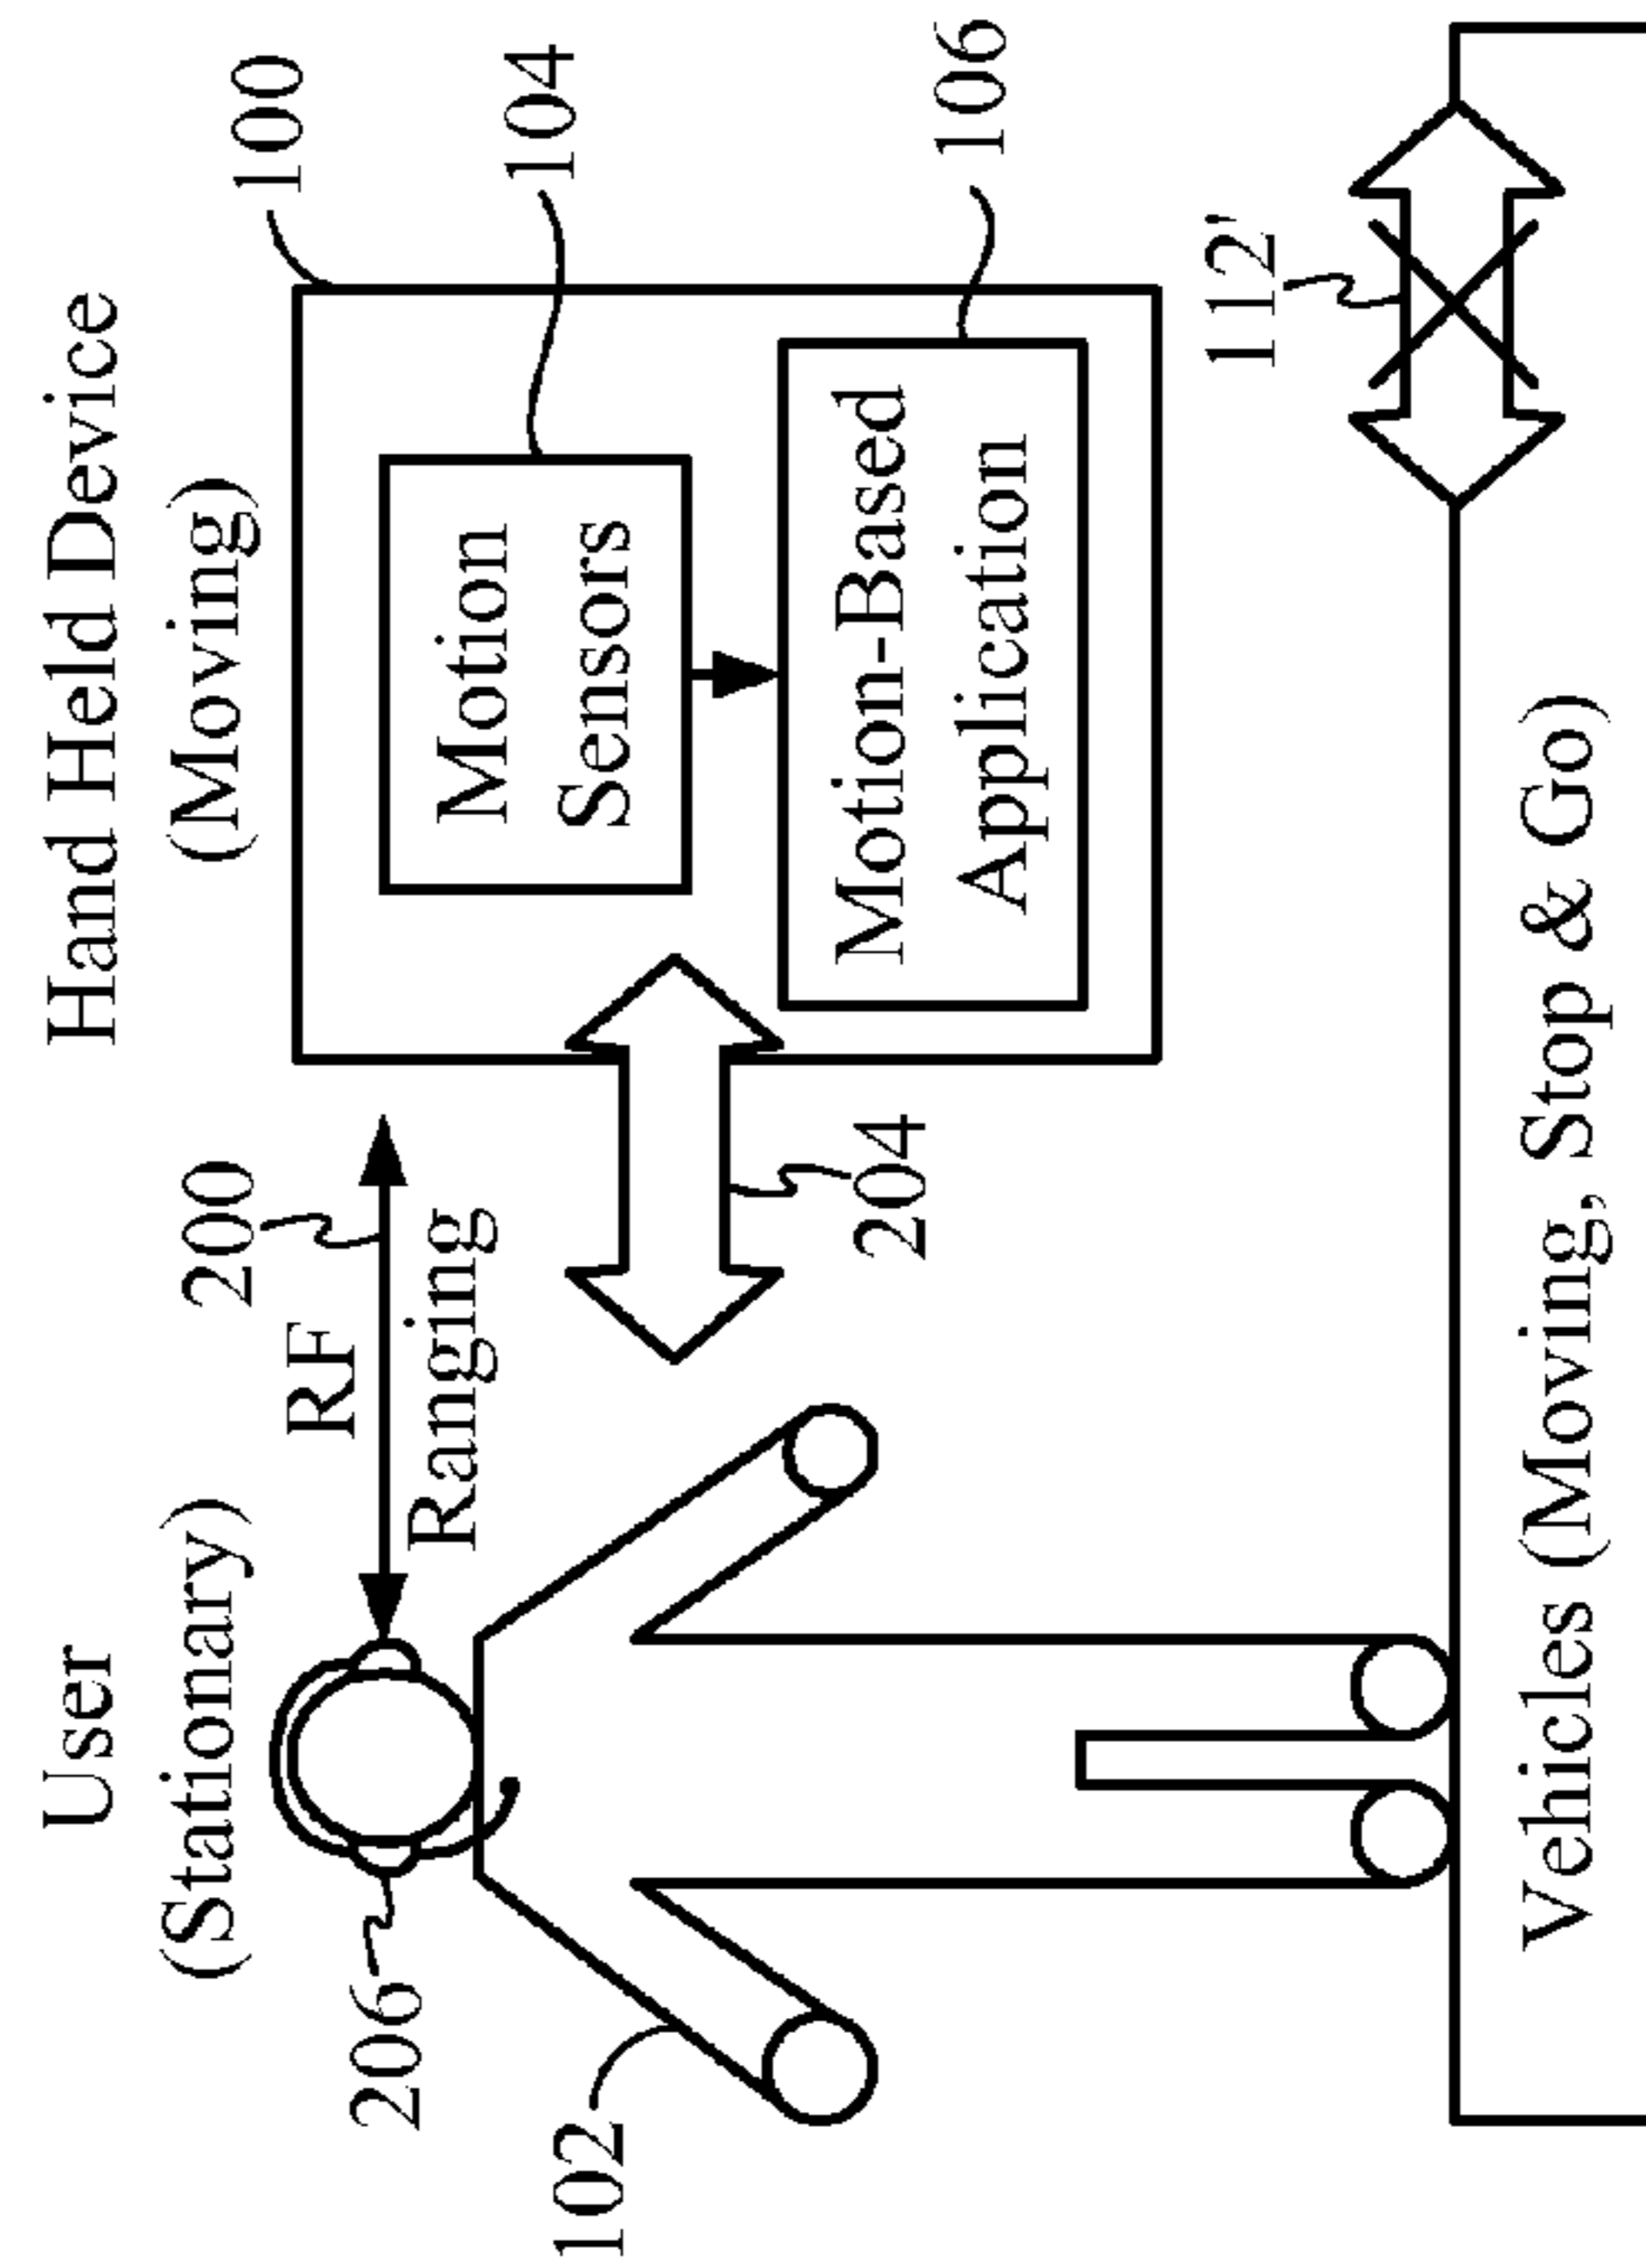 User
(Stationary)
Hand Held Device
(Moving)
200
RF
Ranging
206
102
100
Motion
Sensors
104
Motion-Based
Application
106
204
112'
Vehicles (Moving, Stop & Go)